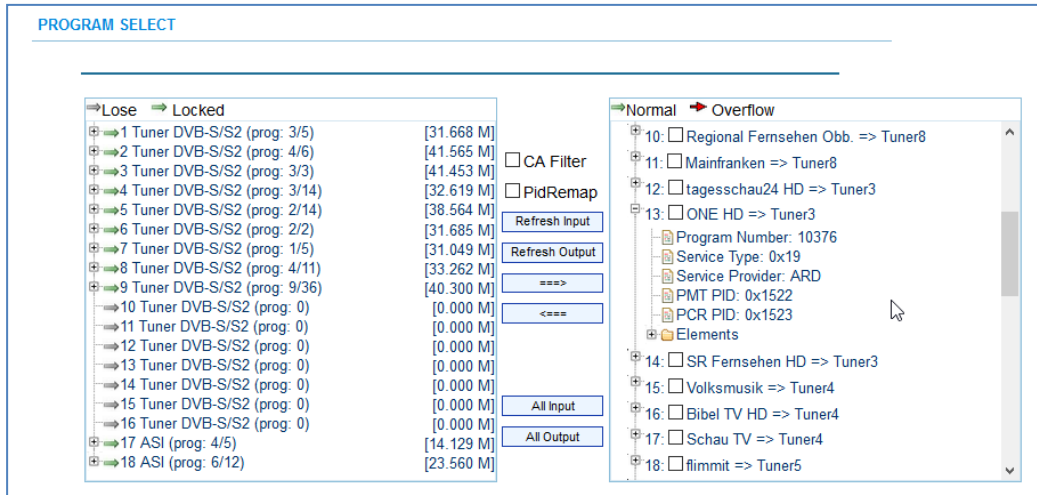 PROGRAM SELECT
Lose Locked
1 Tuner DVB-S/S2 (prog: 3/5) [31.668 M]
2 Tuner DVB-S/S2 (prog: 4/6) [41.565 M]
3 Tuner DVB-S/S2 (prog: 3/3) [41.453 M]
4 Tuner DVB-S/S2 (prog: 3/14) [32.619 M]
5 Tuner DVB-S/S2 (prog: 2/14) [38.564 M]
6 Tuner DVB-S/S2 (prog: 2/2) [31.685 M]
7 Tuner DVB-S/S2 (prog: 1/5) [31.049 M]
8 Tuner DVB-S/S2 (prog: 4/11) [33.262 M]
9 Tuner DVB-S/S2 (prog: 9/36) [40.300 M]
10 Tuner DVB-S/S2 (prog: 0) [0.000 M]
11 Tuner DVB-S/S2 (prog: 0) [0.000 M]
12 Tuner DVB-S/S2 (prog: 0) [0.000 M]
13 Tuner DVB-S/S2 (prog: 0) [0.000 M]
14 Tuner DVB-S/S2 (prog: 0) [0.000 M]
15 Tuner DVB-S/S2 (prog: 0) [0.000 M]
16 Tuner DVB-S/S2 (prog: 0) [0.000 M]
17 ASI (prog: 4/5) [14.129 M]
18 ASI (prog: 6/12) [23.560 M]
CA Filter
PidRemap
Refresh Input
Refresh Output
===>
<===
All Input
All Output
Normal Overflow
10: Regional Fernsehen Obb. => Tuner8
11: Mainfranken => Tuner8
12: tagesschau24 HD => Tuner3
13: ONE HD => Tuner3
Program Number: 10376
Service Type: 0x19
Service Provider: ARD
PMT PID: 0x1522
PCR PID: 0x1523
Elements
14: SR Fernsehen HD => Tuner3
15: Volksmusik => Tuner4
16: Bibel TV HD => Tuner4
17: Schau TV => Tuner4
18: flimmit => Tuner5